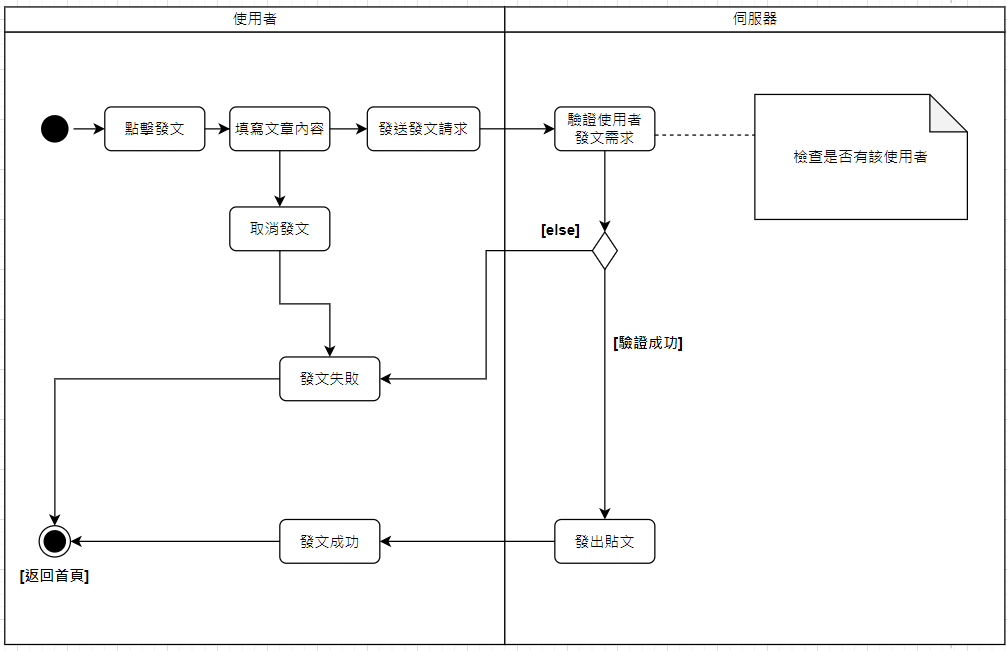 使用者
伺服器
點擊發文
填寫文章內容
發送發文請求
驗證使用者
發文需求
檢查是否有該使用者
取消發文
[else]
[驗證成功]
發文失敗
發文成功
發出貼文
[返回首頁]